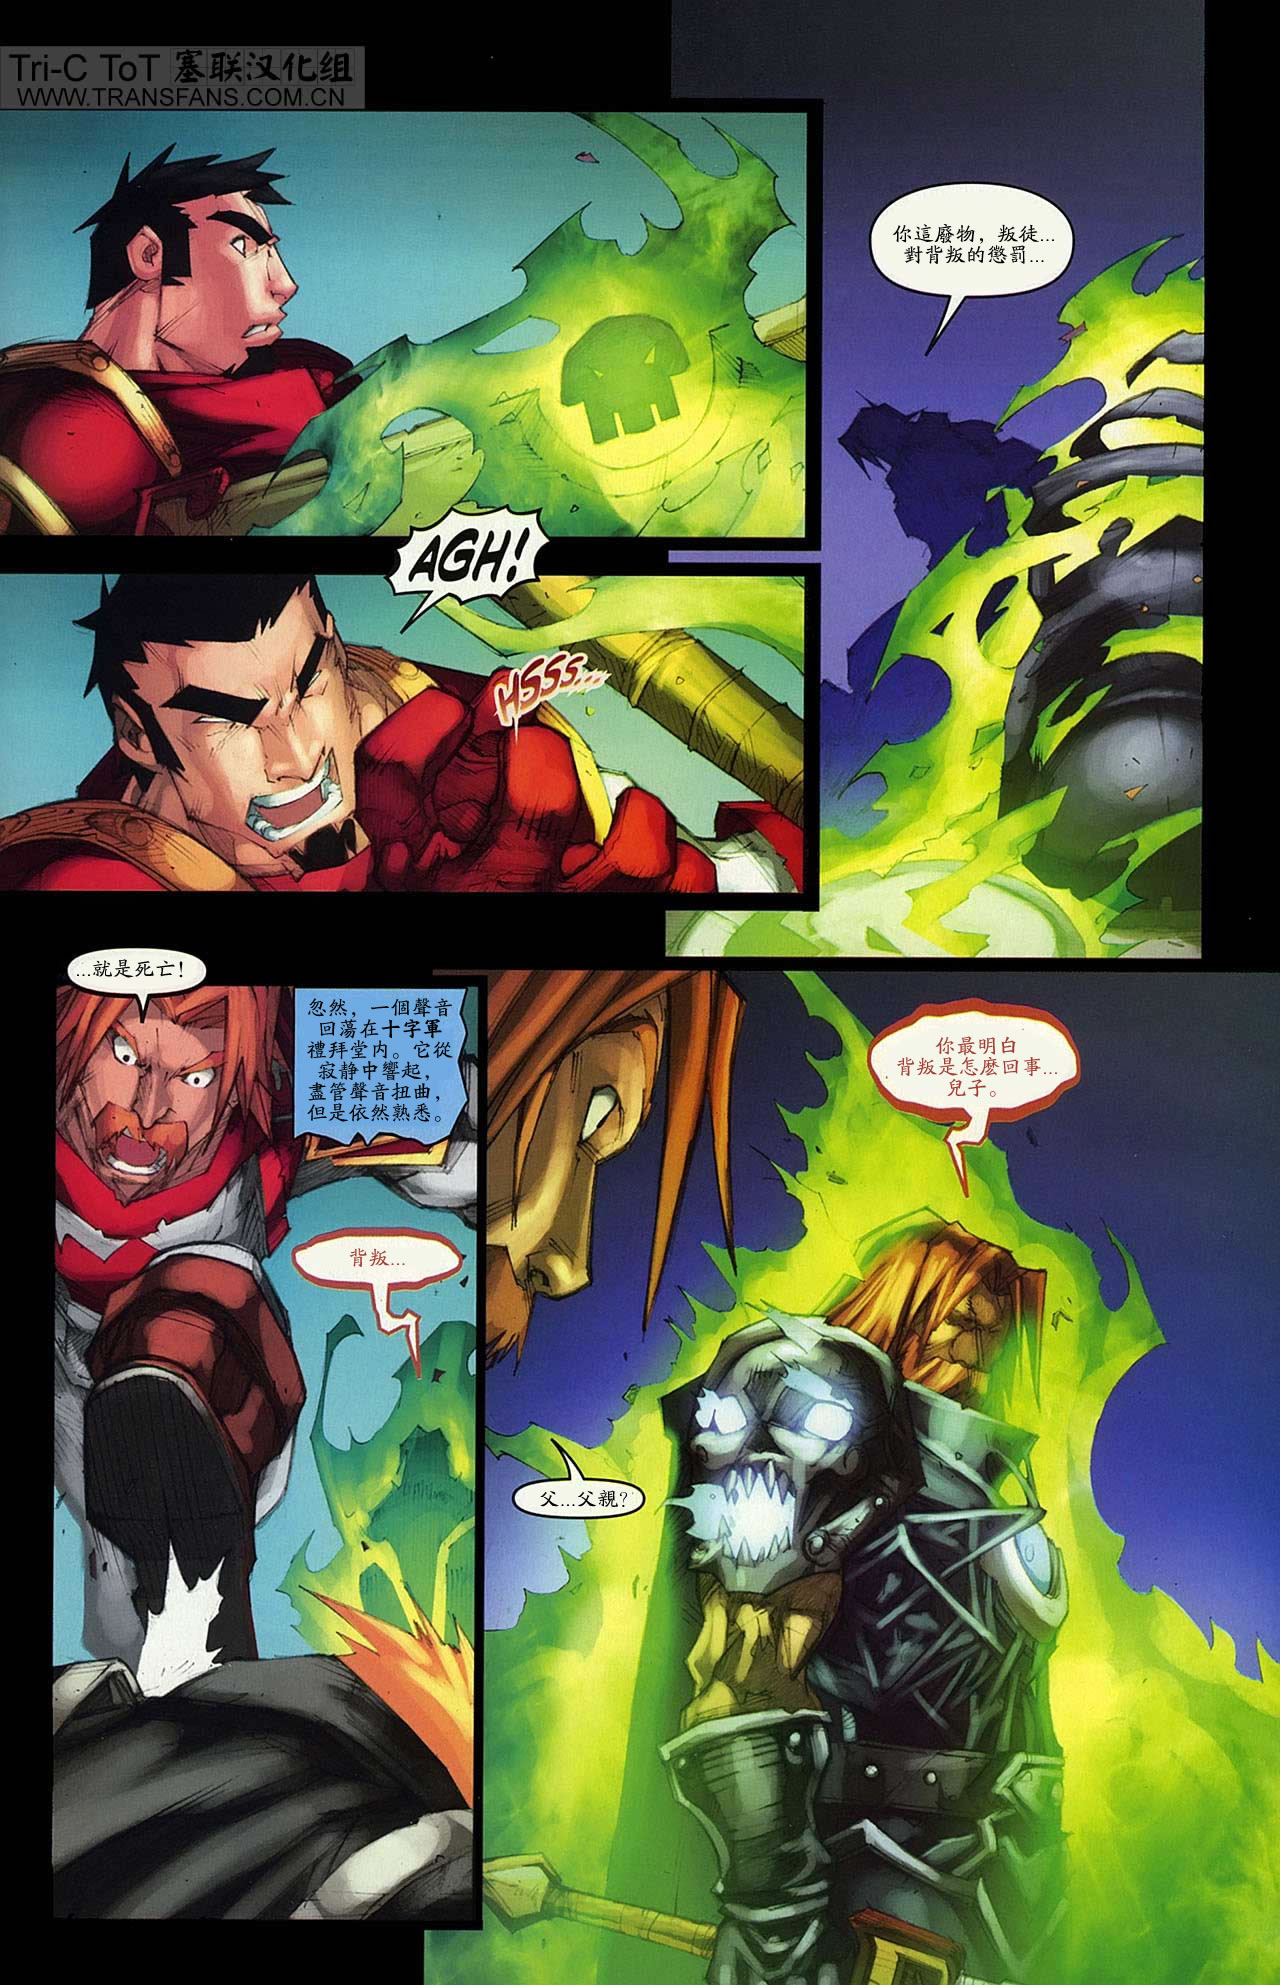 Tri-C ToT 塞联汉化组
WWW.TRANSFANS.COM.CN
你這廢物，叛徒...
對背叛的懲罰...
AGH!
HSSS...
...就是死亡!
忽然，一個聲音
回蕩在十字軍
禮拜堂内。它從
寂静中響起，
盡管聲音扭曲，
但是依然熟悉。
背叛...
你最明白
背叛是怎麽回事...
兒子。
父...父親?